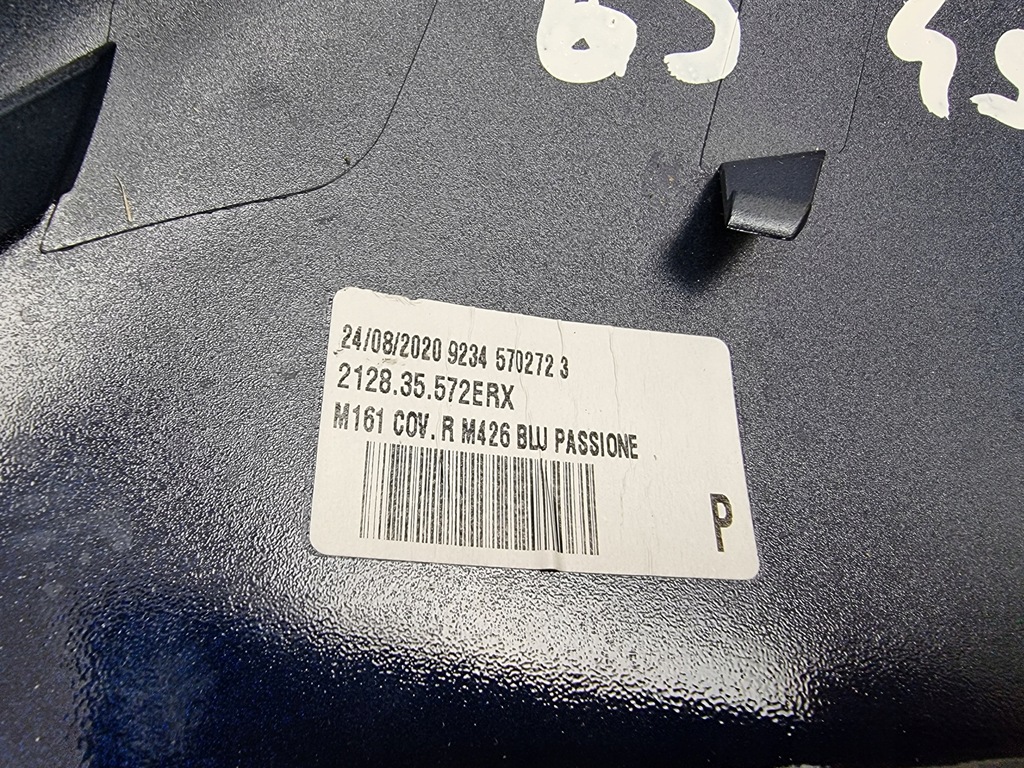 24/08/2020 9234 570272 3
2128.35.572ERX
M161 COV. R M426 BLU PASSIONE
P